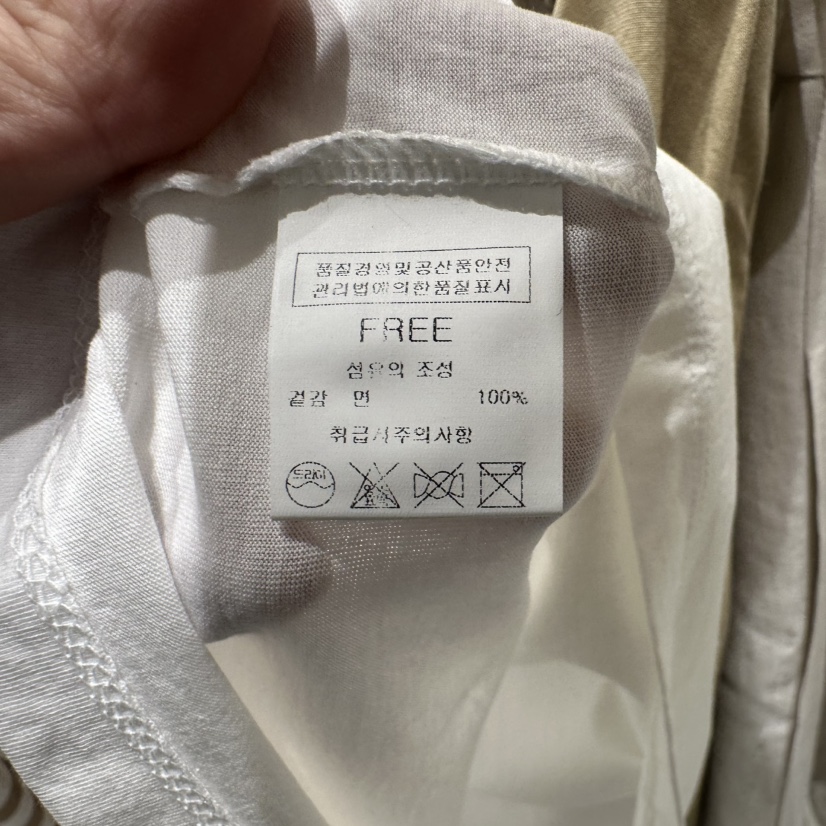 품질경영및공산품안전
관리법에의한품질표시
FREE
섬유의 조성
겉감 면 100%
취급시주의사항
드라이